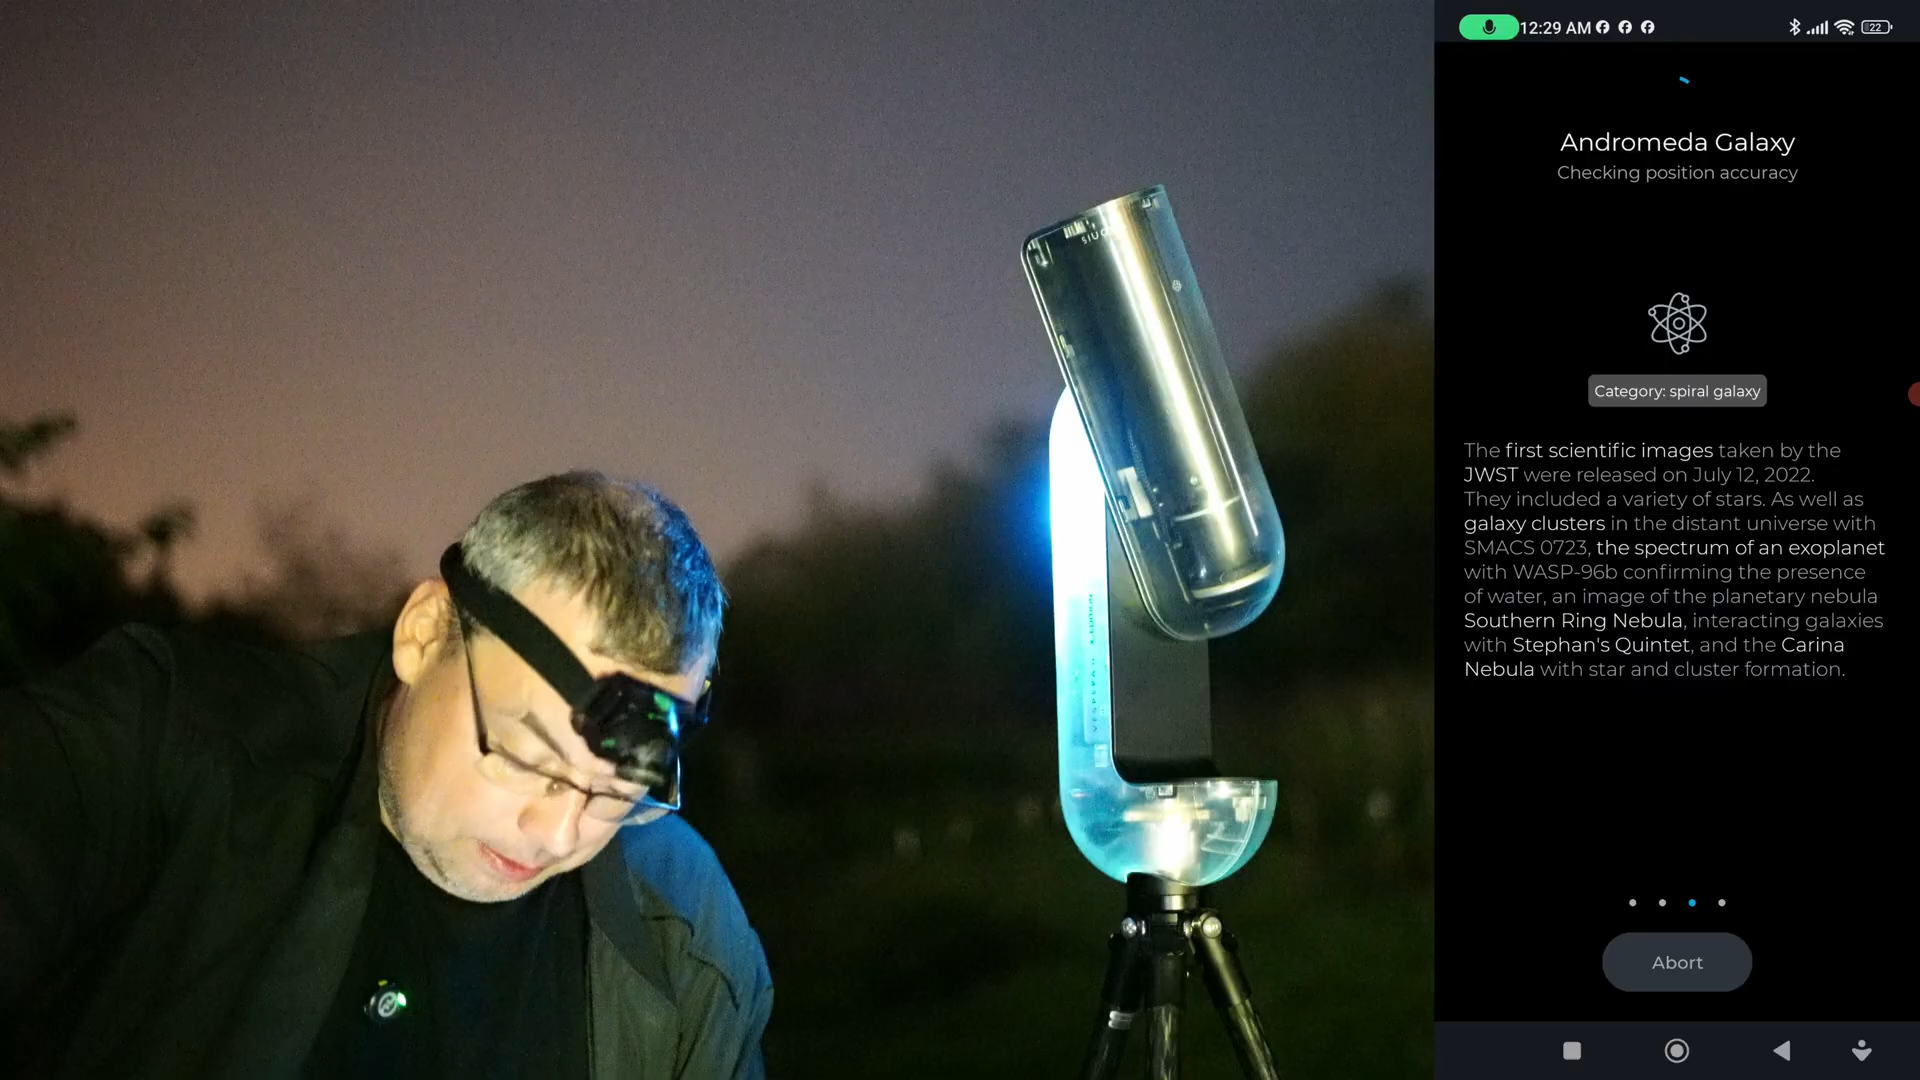 12:29 AM
22
Andromeda Galaxy
Checking position accuracy
Category: spiral galaxy
The first scientific images taken by the
JWST were released on July 12, 2022.
They included a variety of stars. As well as
galaxy clusters in the distant universe with
SMACS 0723, the spectrum of an exoplanet
with WASP-96b confirming the presence
of water, an image of the planetary nebula
Southern Ring Nebula, interacting galaxies
with Stephan's Quintet, and the Carina
Nebula with star and cluster formation.
Abort